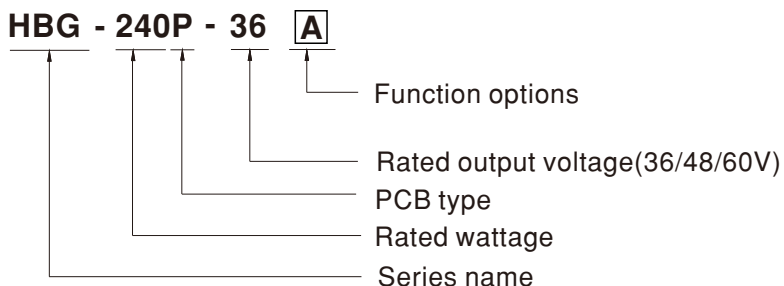 HBG - 240P - 36 A
Function options
Rated output voltage(36/48/60V)
PCB type
Rated wattage
Series name